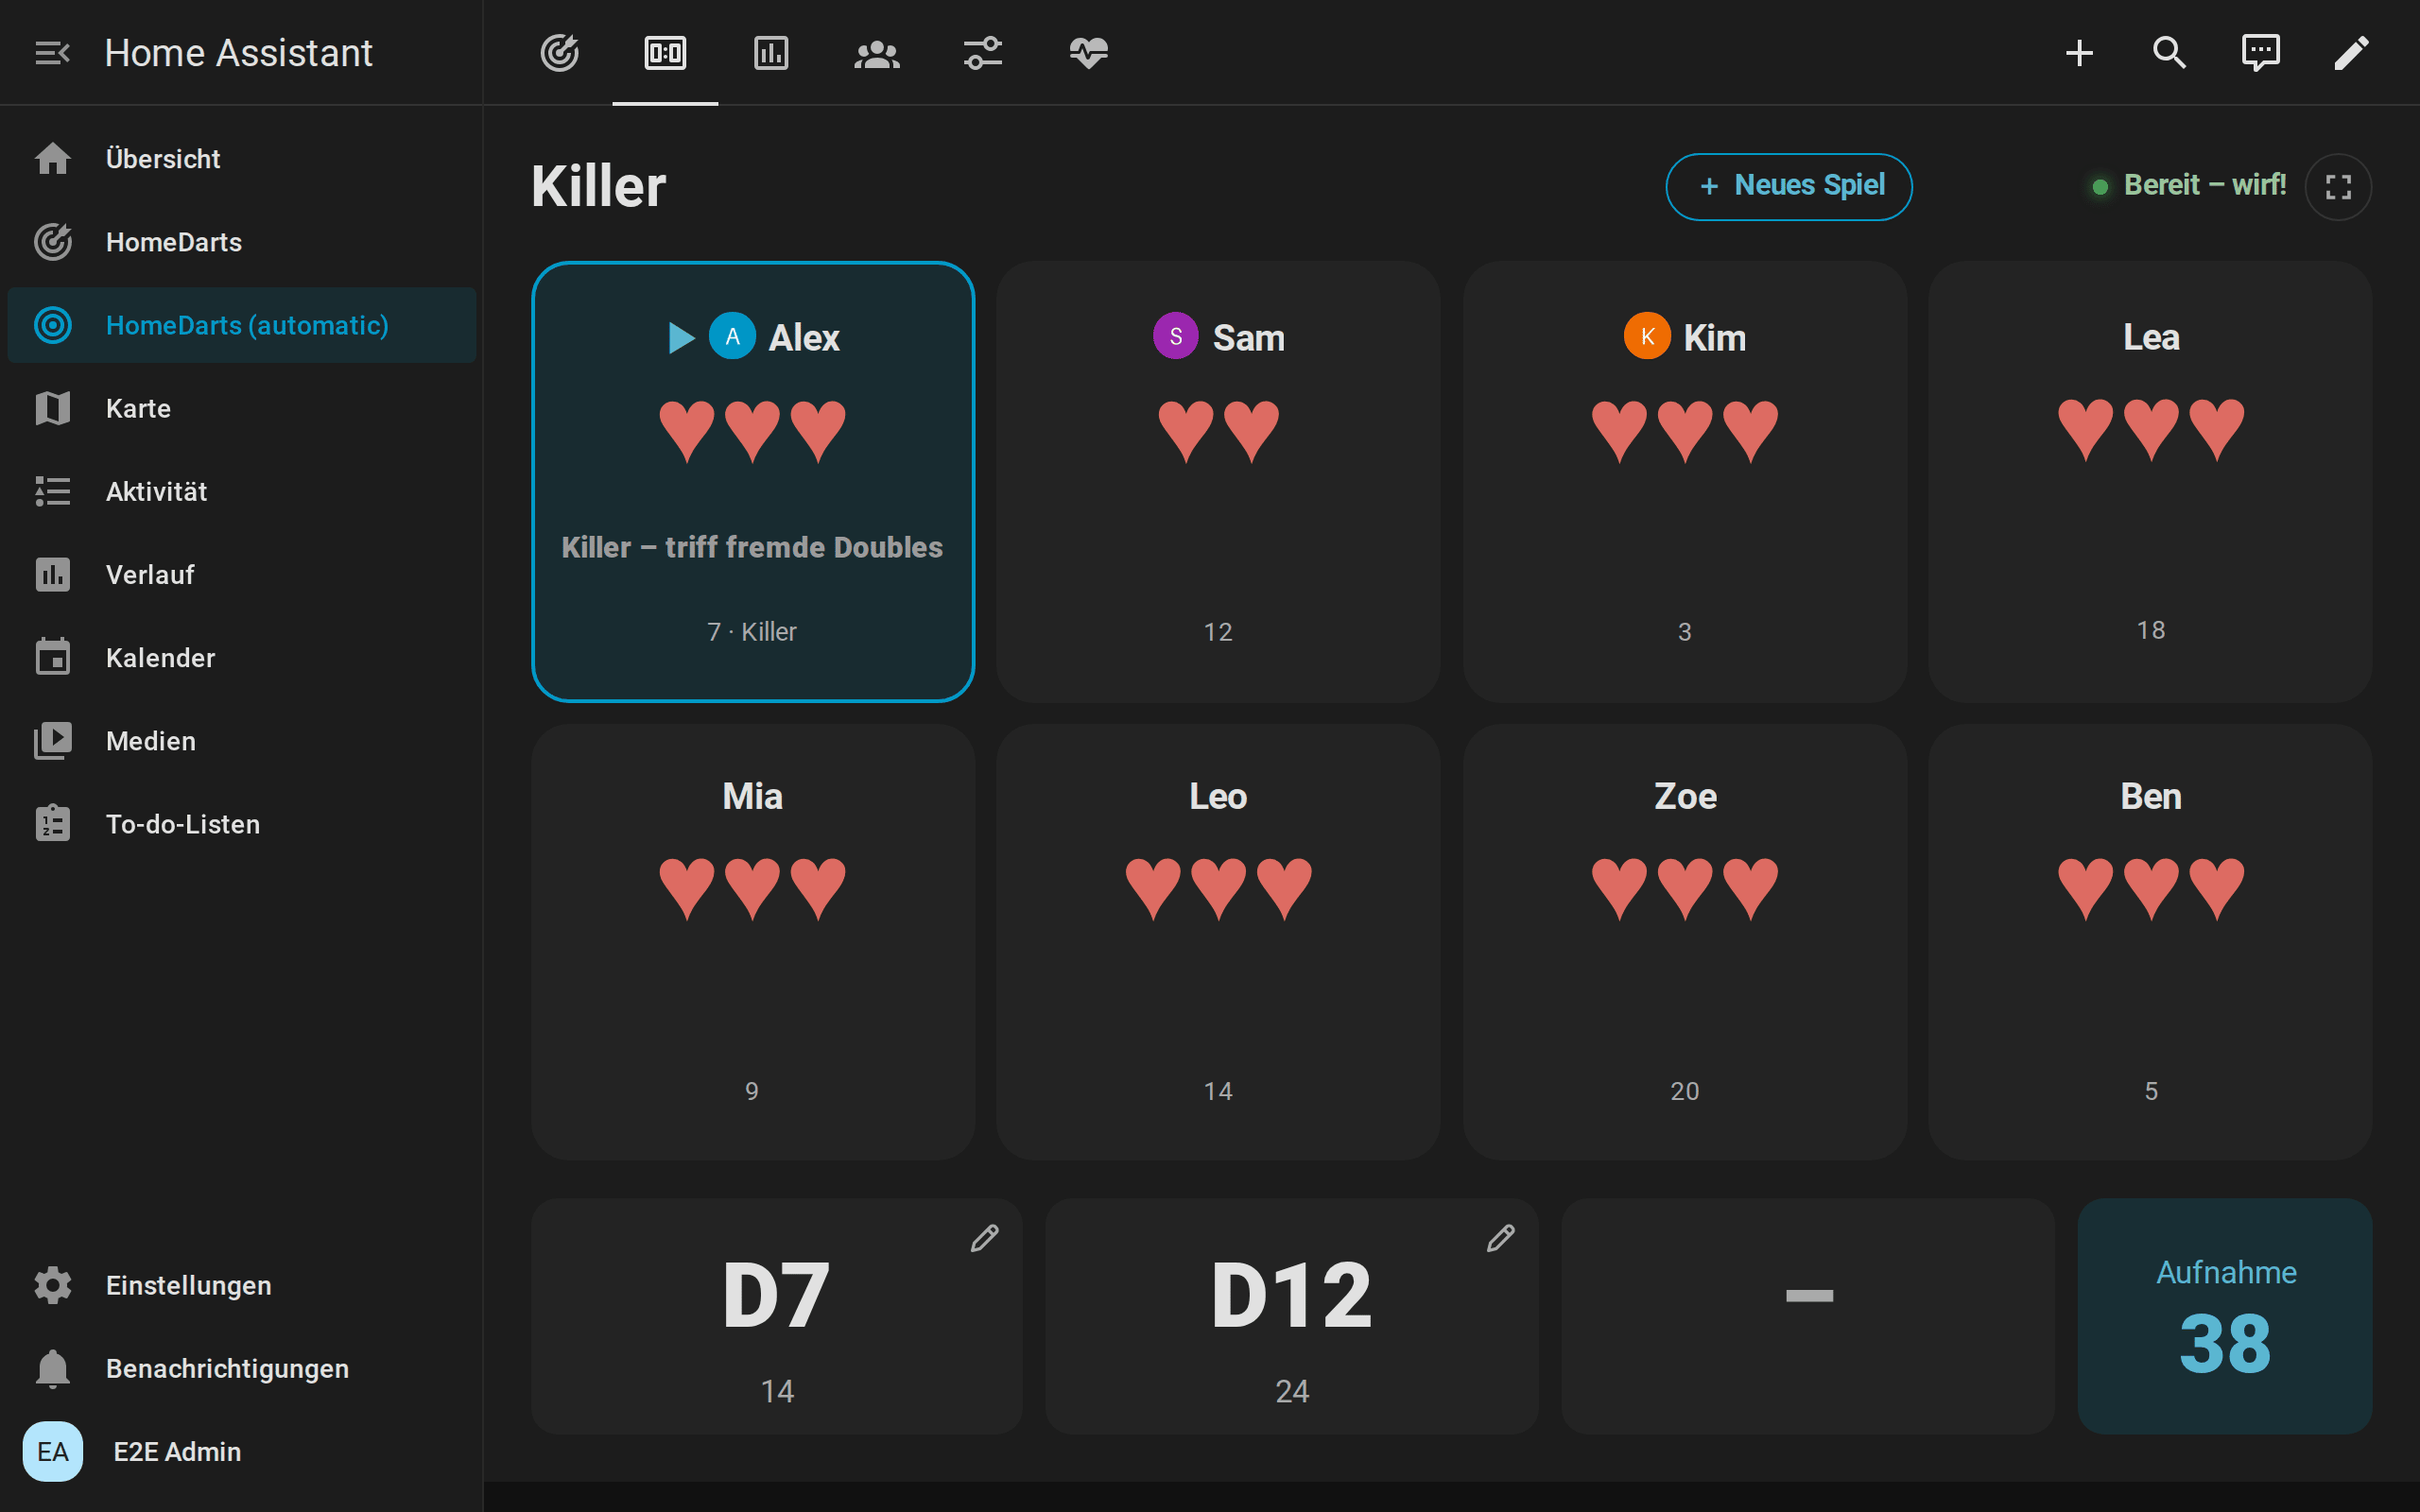 Home Assistant
Übersicht
HomeDarts
HomeDarts (automatic)
Karte
Aktivität
Verlauf
Kalender
Medien
To-do-Listen
Einstellungen
Benachrichtigungen
EA E2E Admin
Killer
+ Neues Spiel
Bereit – wirf!
A Alex
Killer – triff fremde Doubles
7 · Killer
S Sam
12
K Kim
3
Lea
18
Mia
9
Leo
14
Zoe
20
Ben
5
D7
14
D12
24
–
Aufnahme
38